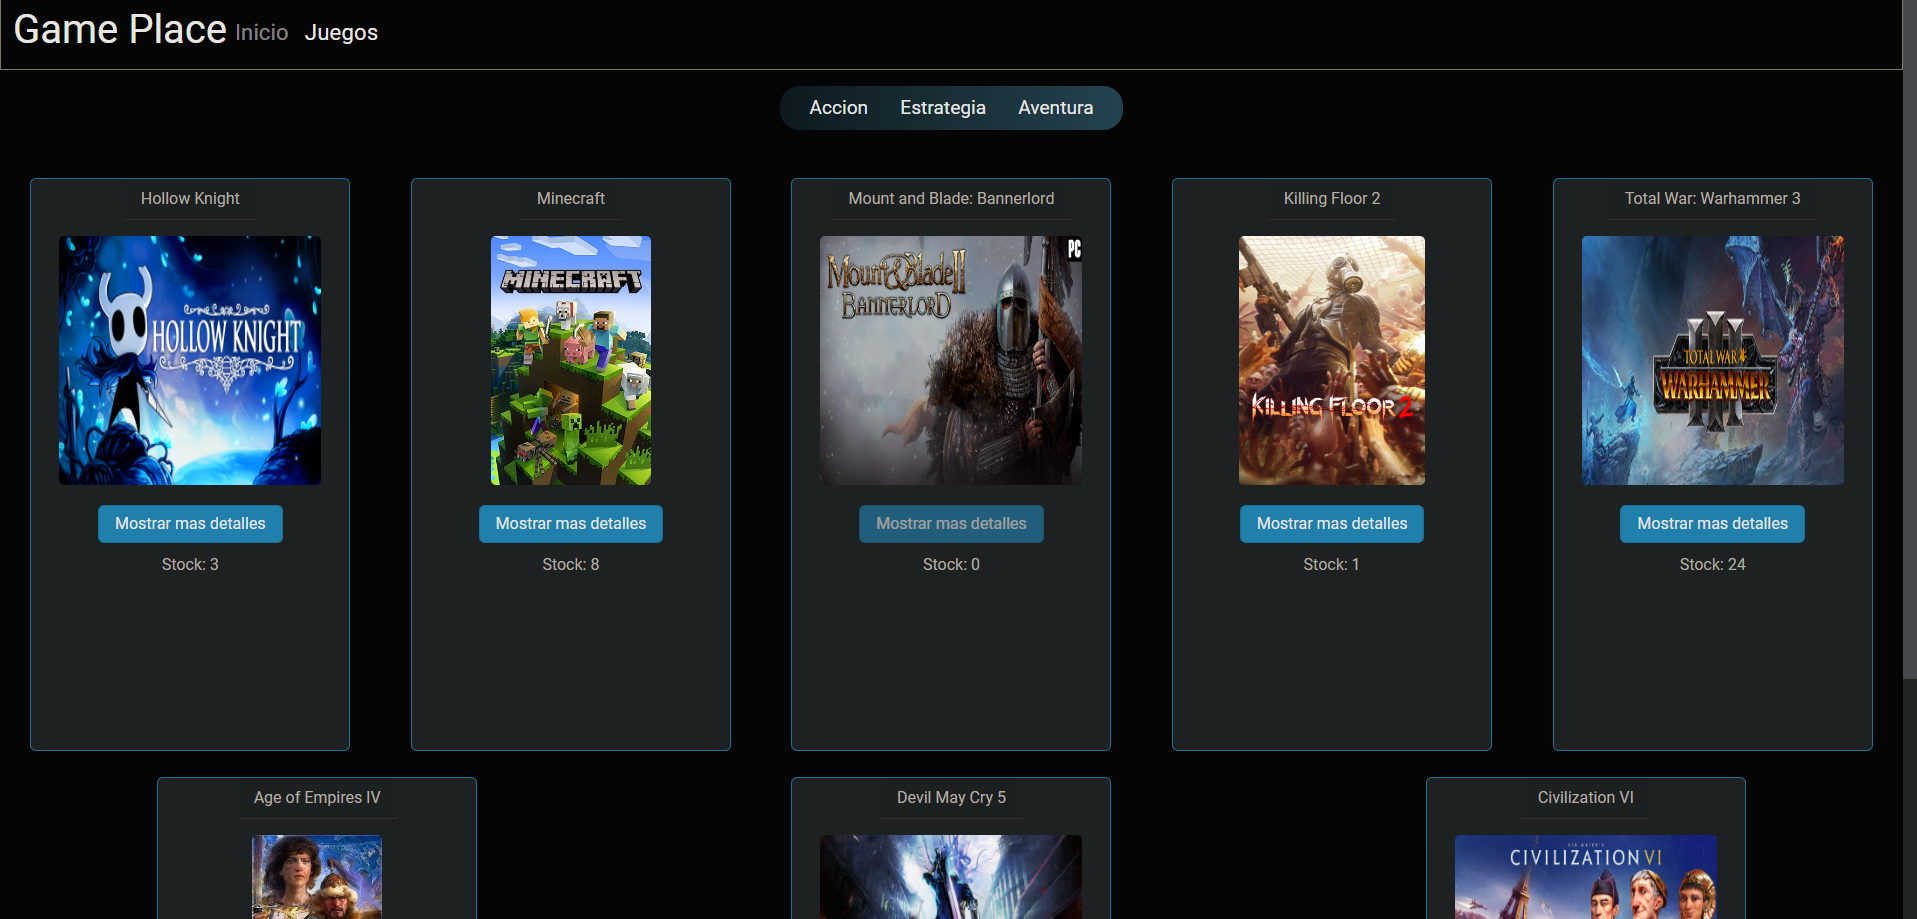 Game Place Inicio Juegos
Accion Estrategia Aventura
Hollow Knight
HOLLOW KNIGHT
Mostrar mas detalles
Stock: 3
Minecraft
MINECRAFT
Mostrar mas detalles
Stock: 8
Mount and Blade: Bannerlord
PC
Mount & Blade II
BANNERLORD
Mostrar mas detalles
Stock: 0
Killing Floor 2
KILLING FLOOR 2
Mostrar mas detalles
Stock: 1
Total War: Warhammer 3
III
TOTAL WAR
WARHAMMER
Mostrar mas detalles
Stock: 24
Age of Empires IV
Devil May Cry 5
Civilization VI
SID MEIER'S
CIVILIZATION VI